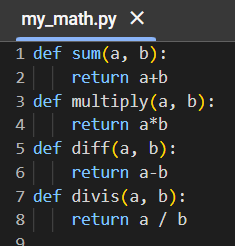 my_math.py ×
1 def sum(a, b):
2     return a+b
3 def multiply(a, b):
4     return a*b
5 def diff(a, b):
6     return a-b
7 def divis(a, b):
8     return a / b
9